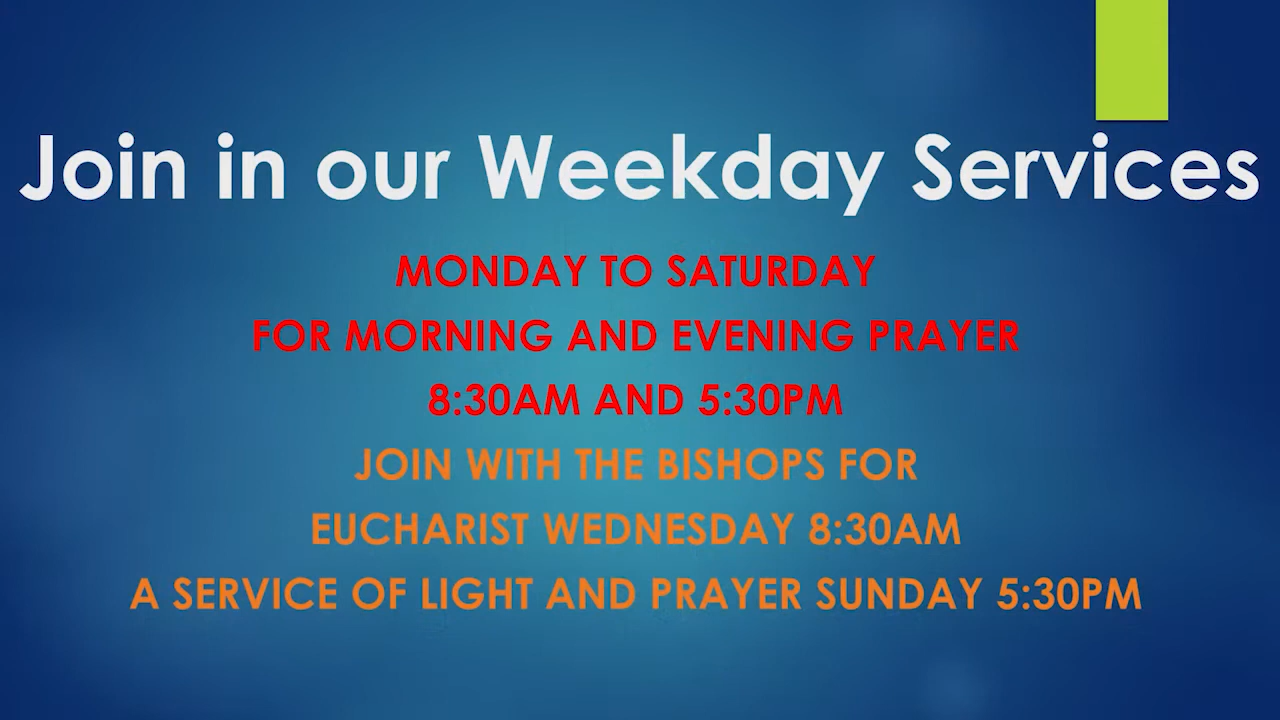 Join in our Weekday Services
MONDAY TO SATURDAY
FOR MORNING AND EVENING PRAYER
8:30AM AND 5:30PM
JOIN WITH THE BISHOPS FOR
EUCHARIST WEDNESDAY 8:30AM
A SERVICE OF LIGHT AND PRAYER SUNDAY 5:30PM